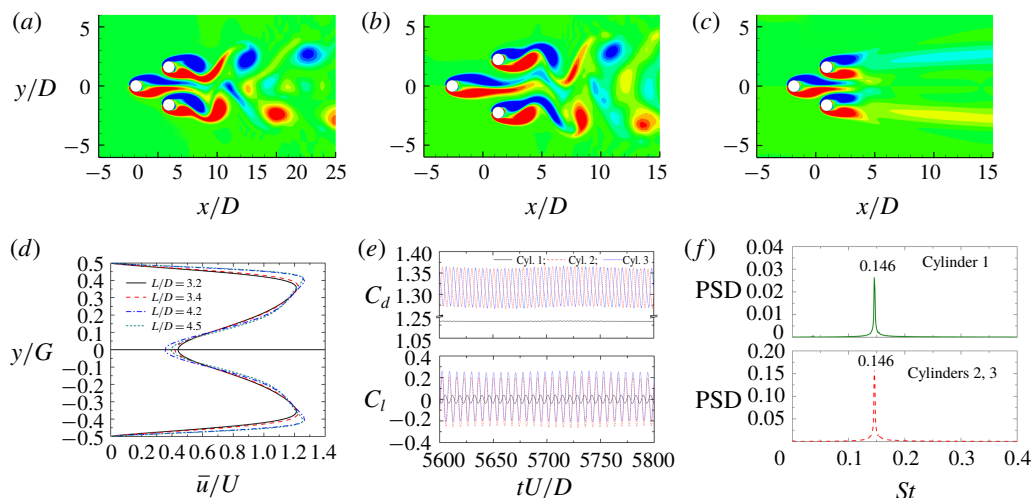 (a)
(b)
(c)
5
0
−5
y/D
−5 0 5 10 15 20 25
x/D
−5 0 5 10 15
x/D
−5 0 5 10 15
x/D
(d)
(e)
(f)
0.5
0.4
0.3
0.2
0.1
0
−0.1
−0.2
−0.3
−0.4
−0.5
y/G
L/D = 3.2
L/D = 3.4
L/D = 4.2
L/D = 4.5
0.2 0.4 0.6 0.8 1.0 1.2 1.4
u̅/U
1.40
1.35
1.30
1.25
1.05
C_d
Cyl. 1; Cyl. 2; Cyl. 3
0.4
0.2
0
−0.2
−0.4
C_l
5600 5650 5700 5750 5800
tU/D
0.04
0.03
0.02
0.01
0
PSD
0.146
Cylinder 1
0.20
0.15
0.10
0.05
PSD
0.146
Cylinders 2, 3
0 0.1 0.2 0.3 0.4
St